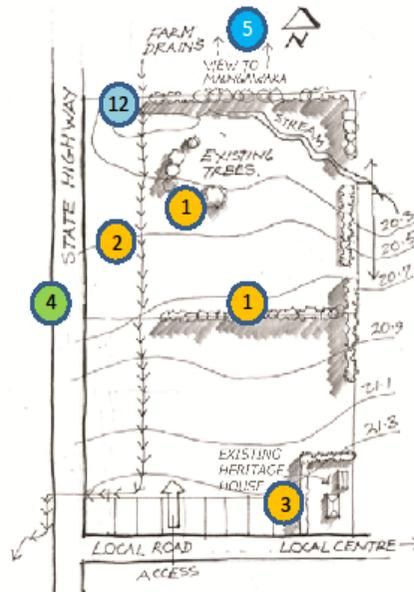 FARM
DRAINS
5
N
VIEW TO
MAUNGAWAKA
12
STREAM
STATE HIGHWAY
EXISTING
TREES.
1
2
20.3
20.5
4
1
20.7
20.9
21.1
21.3
EXISTING
HERITAGE
HOUSE
3
LOCAL ROAD
LOCAL CENTRE
ACCESS